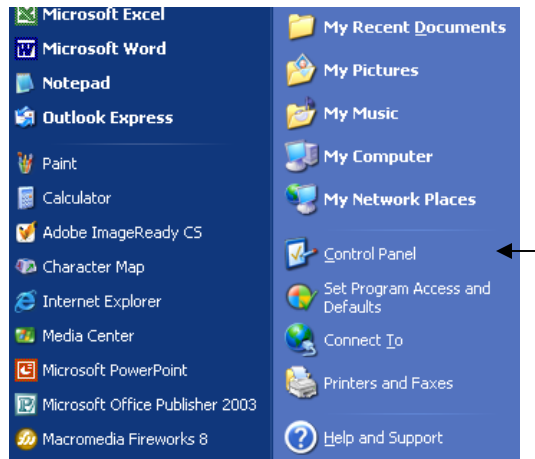 Microsoft Excel
Microsoft Word
Notepad
Outlook Express
Paint
Calculator
Adobe ImageReady CS
Character Map
Internet Explorer
Media Center
Microsoft PowerPoint
Microsoft Office Publisher 2003
Macromedia Fireworks 8
My Recent Documents
My Pictures
My Music
My Computer
My Network Places
Control Panel
Set Program Access and
Defaults
Connect To
Printers and Faxes
Help and Support